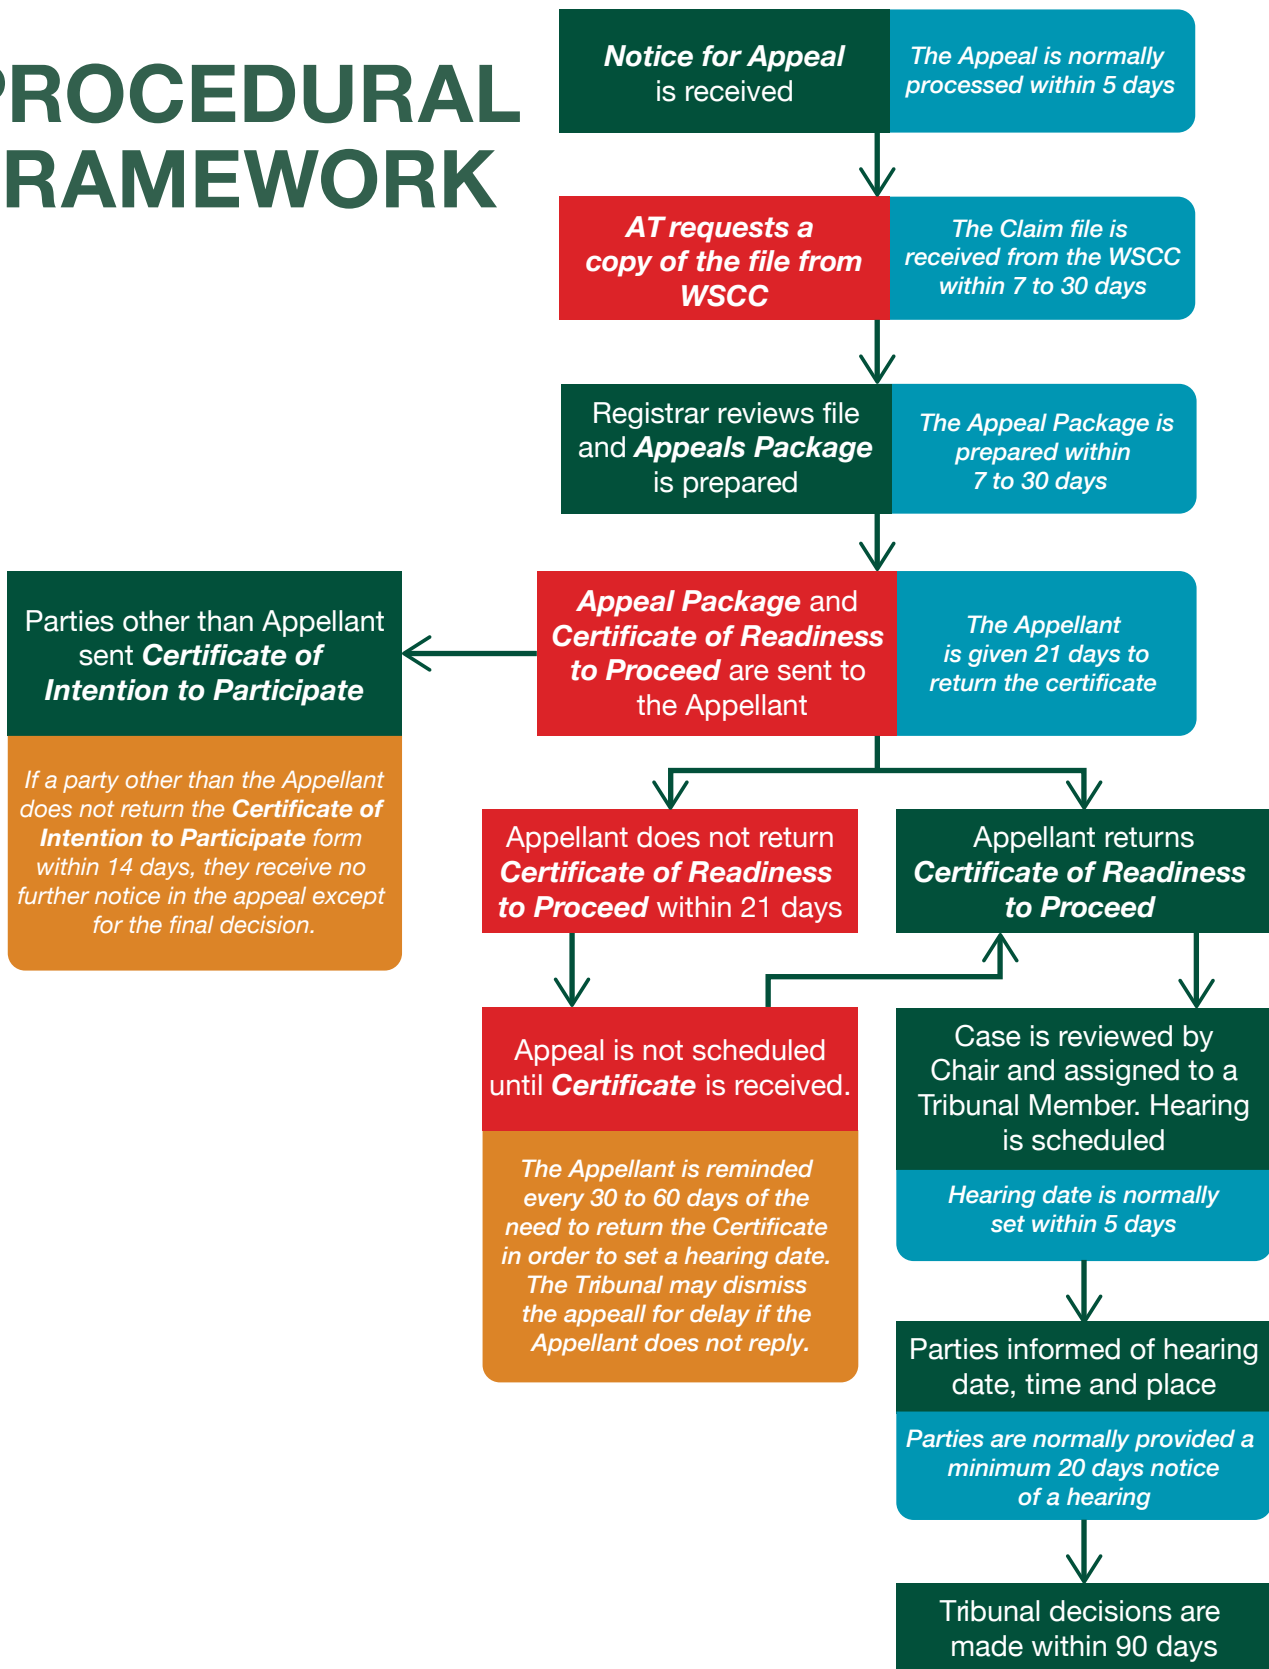 PROCEDURAL
FRAMEWORK
Notice for Appeal
is received
The Appeal is normally
processed within 5 days
AT requests a
copy of the file from
WSCC
The Claim file is
received from the WSCC
within 7 to 30 days
Registrar reviews file
and Appeals Package
is prepared
The Appeal Package is
prepared within
7 to 30 days
Parties other than Appellant
sent Certificate of
Intention to Participate
If a party other than the Appellant
does not return the Certificate of
Intention to Participate form
within 14 days, they receive no
further notice in the appeal except
for the final decision.
Appeal Package and
Certificate of Readiness
to Proceed are sent to
the Appellant
The Appellant
is given 21 days to
return the certificate
Appellant does not return
Certificate of Readiness
to Proceed within 21 days
Appellant returns
Certificate of Readiness
to Proceed
Appeal is not scheduled
until Certificate is received.
The Appellant is reminded
every 30 to 60 days of the
need to return the Certificate
in order to set a hearing date.
The Tribunal may dismiss
the appeall for delay if the
Appellant does not reply.
Case is reviewed by
Chair and assigned to a
Tribunal Member. Hearing
is scheduled
Hearing date is normally
set within 5 days
Parties informed of hearing
date, time and place
Parties are normally provided a
minimum 20 days notice
of a hearing
Tribunal decisions are
made within 90 days